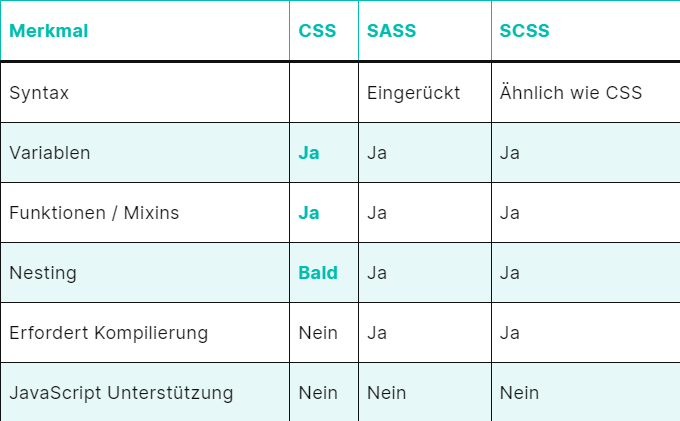 Merkmal CSS SASS SCSS
Syntax Eingerückt Ähnlich wie CSS
Variablen Ja Ja Ja
Funktionen / Mixins Ja Ja Ja
Nesting Bald Ja Ja
Erfordert Kompilierung Nein Ja Ja
JavaScript Unterstützung Nein Nein Nein